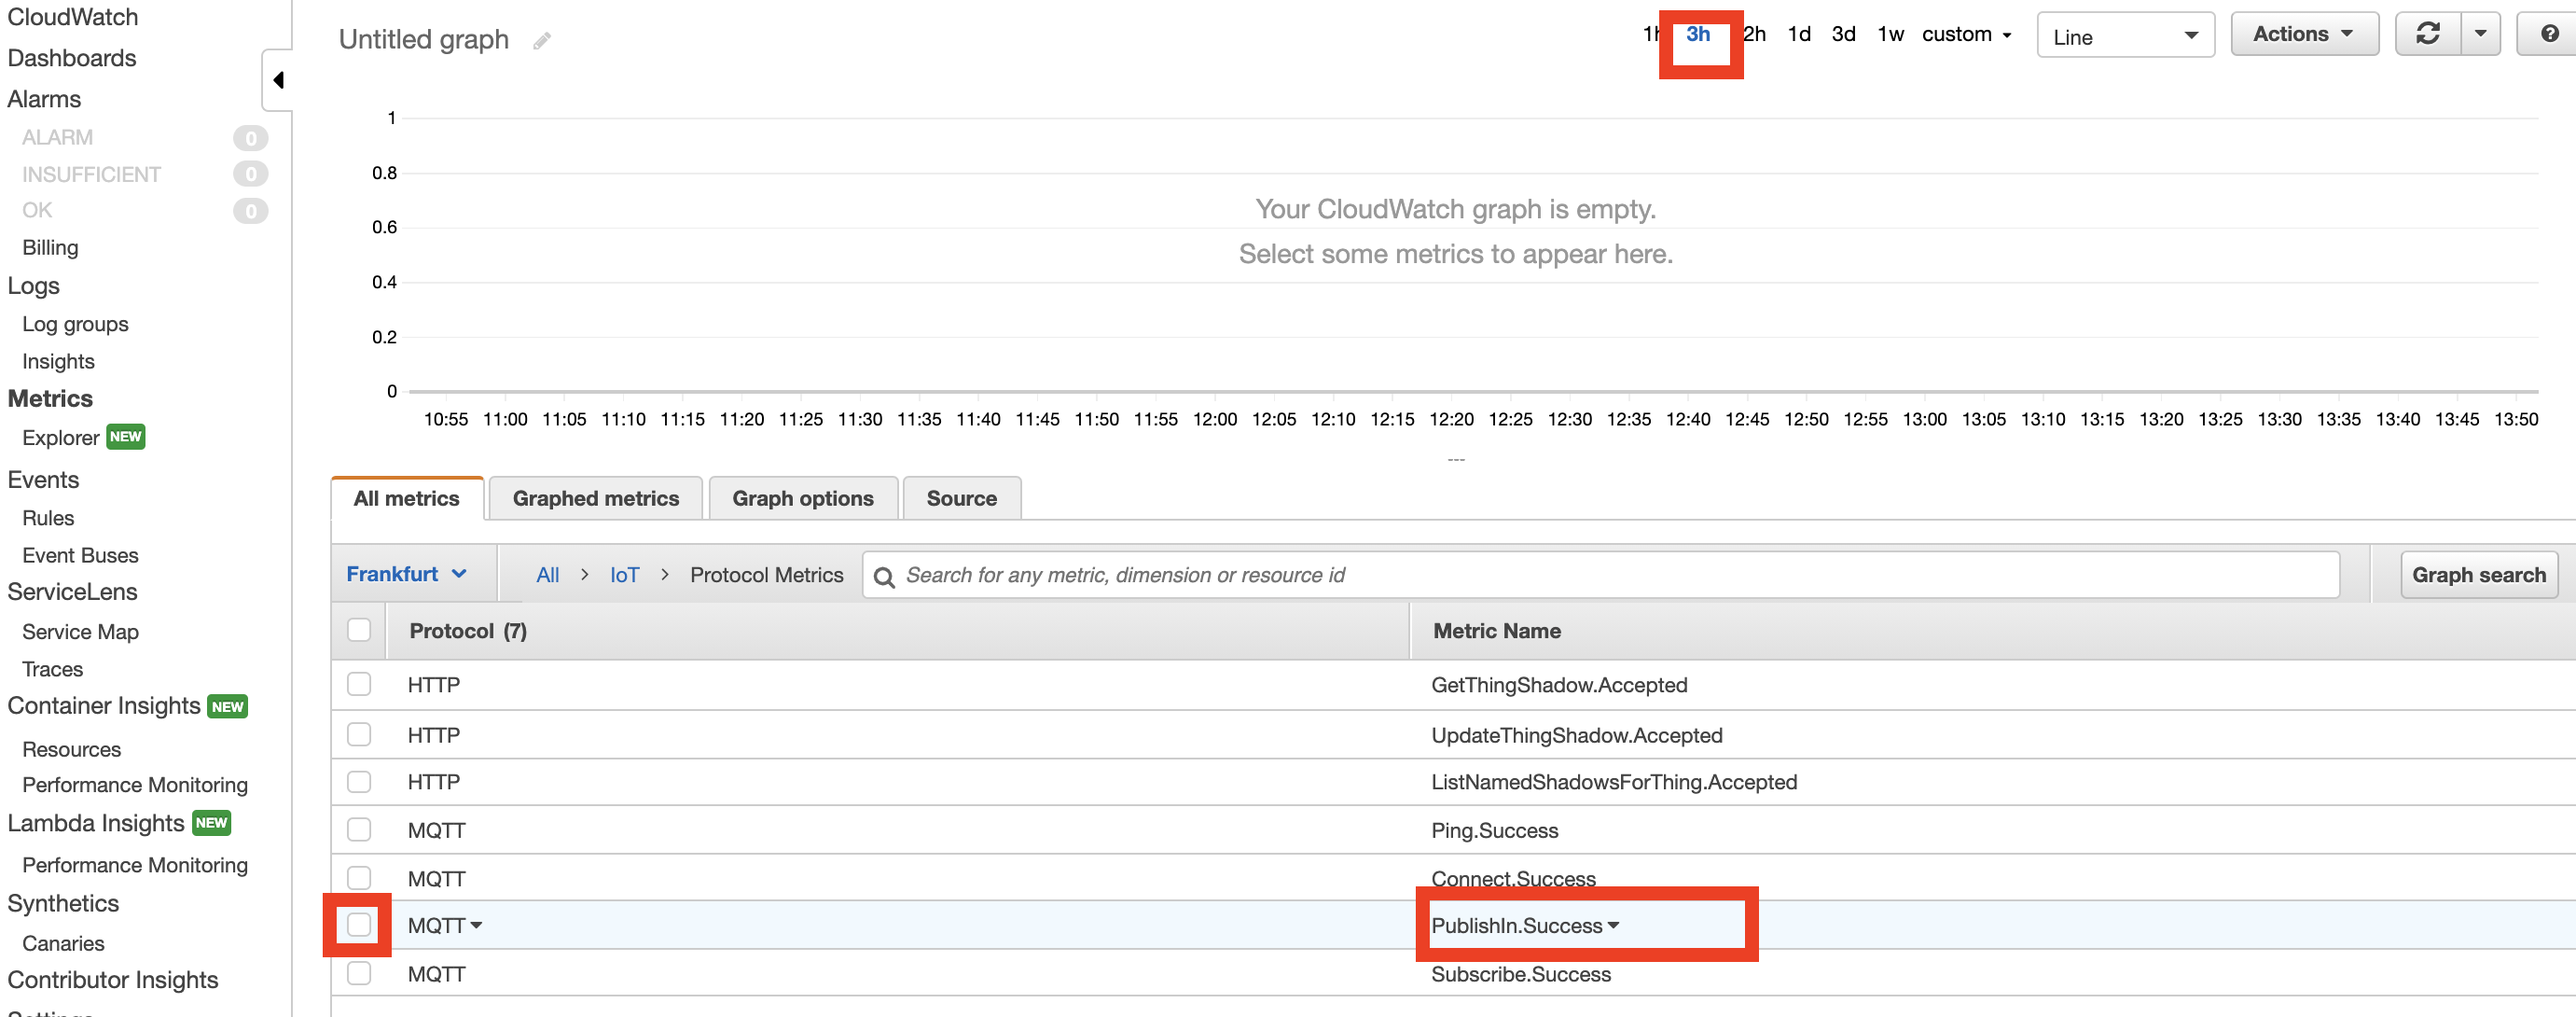 CloudWatch
Dashboards
Alarms
ALARM 0
INSUFFICIENT 0
OK 0
Billing
Logs
Log groups
Insights
Metrics
Explorer NEW
Events
Rules
Event Buses
ServiceLens
Service Map
Traces
Container Insights NEW
Resources
Performance Monitoring
Lambda Insights NEW
Performance Monitoring
Synthetics
Canaries
Contributor Insights
Untitled graph
3h 1d 3d 1w custom Line Actions
1
0.8
0.6
0.4
0.2
0
Your CloudWatch graph is empty.
Select some metrics to appear here.
10:55 11:00 11:05 11:10 11:15 11:20 11:25 11:30 11:35 11:40 11:45 11:50 11:55 12:00 12:05 12:10 12:15 12:20 12:25 12:30 12:35 12:40 12:45 12:50 12:55 13:00 13:05 13:10 13:15 13:20 13:25 13:30 13:35 13:40 13:45 13:50
---
All metrics Graphed metrics Graph options Source
Frankfurt All > IoT > Protocol Metrics Search for any metric, dimension or resource id Graph search
Protocol (7) Metric Name
HTTP GetThingShadow.Accepted
HTTP UpdateThingShadow.Accepted
HTTP ListNamedShadowsForThing.Accepted
MQTT Ping.Success
MQTT Connect.Success
MQTT PublishIn.Success
MQTT Subscribe.Success